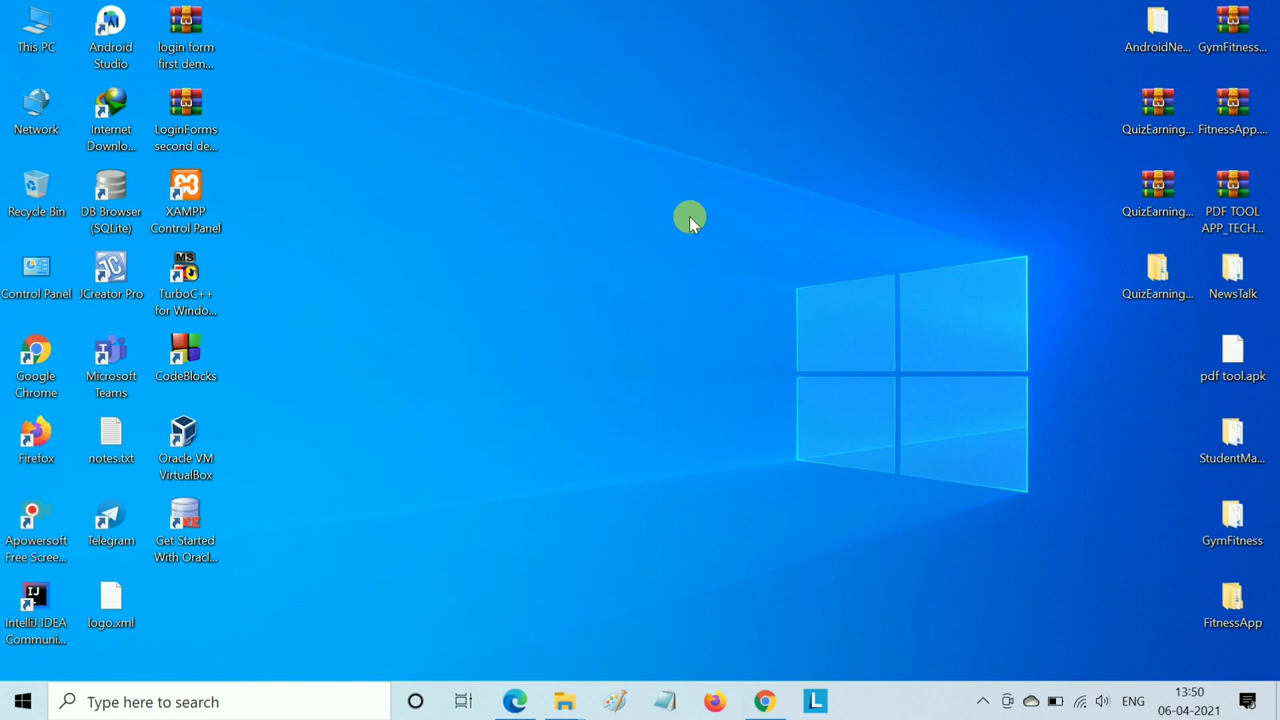 This PC
Android
Studio
login form
first dem...
Network
Internet
Downlo...
LoginForms
second de...
Recycle Bin
DB Browser
(SQLite)
XAMPP
Control Panel
Control Panel
JCreator Pro
MS
TurboC++
for Windo...
Google
Chrome
Microsoft
Teams
CodeBlocks
Firefox
notes.txt
Oracle VM
VirtualBox
Apowersoft
Free Scree...
Telegram
Get Started
With Oracl...
IJ
IntelliJ IDEA
Communi...
logo.xml
AndroidNe...
GymFitness...
QuizEarning...
FitnessApp....
QuizEarning...
PDF TOOL
APP_TECH...
QuizEarning...
NewsTalk
pdf tool.apk
StudentMa...
GymFitness
FitnessApp
Type here to search
L
ENG
13:50
06-04-2021